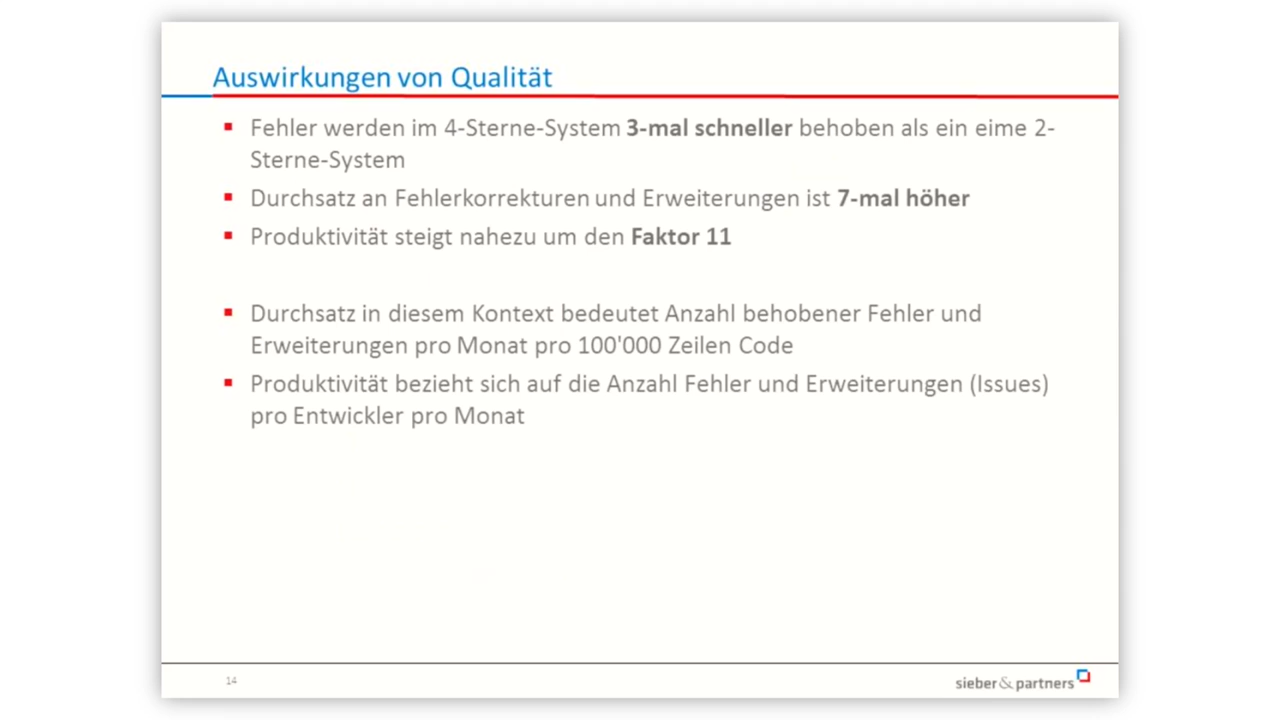 Auswirkungen von Qualität
Fehler werden im 4-Sterne-System 3-mal schneller behoben als ein eime 2-
Sterne-System
Durchsatz an Fehlerkorrekturen und Erweiterungen ist 7-mal höher
Produktivität steigt nahezu um den Faktor 11
Durchsatz in diesem Kontext bedeutet Anzahl behobener Fehler und
Erweiterungen pro Monat pro 100'000 Zeilen Code
Produktivität bezieht sich auf die Anzahl Fehler und Erweiterungen (Issues)
pro Entwickler pro Monat
14
sieber&partners